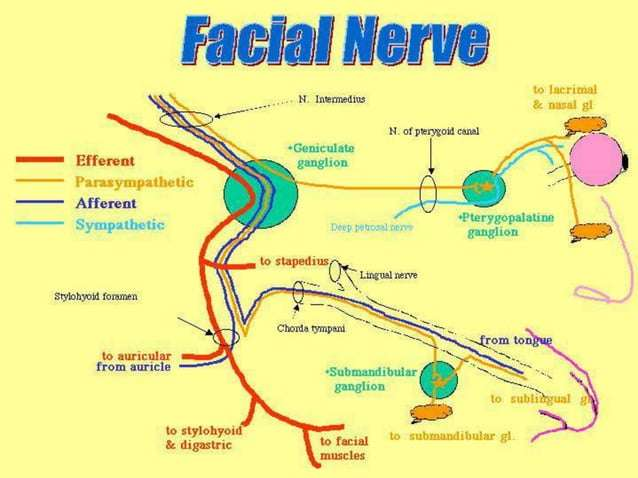 Facial Nerve
to lacrimal
& nasal gl
N. Intermedius
N. of pterygoid canal
•Geniculate
ganglion
Efferent
Parasympathetic
Afferent
Sympathetic
•Pterygopalatine
ganglion
Deep petrosal nerve
to stapedius
Lingual nerve
Stylohyoid foramen
Chorda tympani
from tongue
to auricular
from auricle
•Submandibular
ganglion
to sublingual gl.
to stylohyoid
& digastric
to facial
muscles
to submandibular gl.